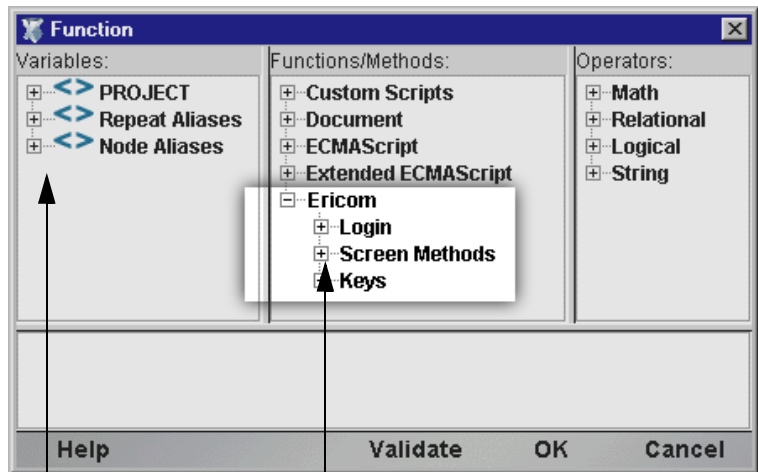 Function
Variables:
<> PROJECT
<> Repeat Aliases
<> Node Aliases
Functions/Methods:
Custom Scripts
Document
ECMAScript
Extended ECMAScript
Ericom
Login
Screen Methods
Keys
Operators:
Math
Relational
Logical
String
Help
Validate
OK
Cancel